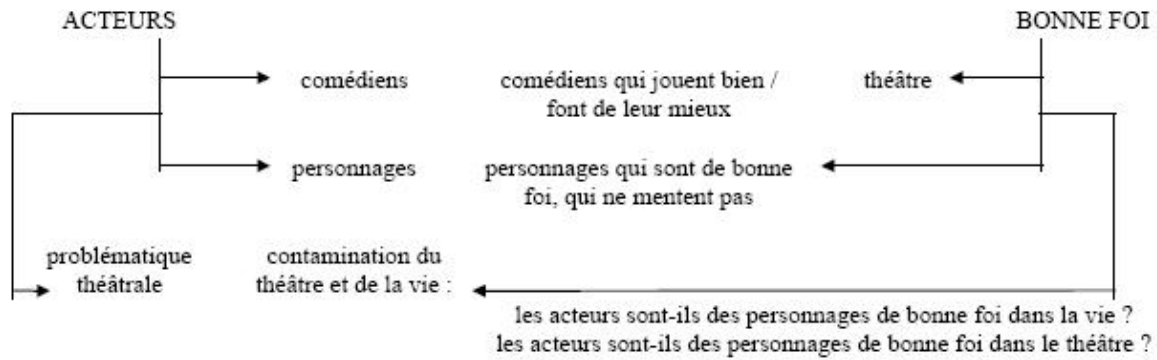 ACTEURS BONNE FOI
comédiens comédiens qui jouent bien / théâtre
font de leur mieux
personnages personnages qui sont de bonne
foi, qui ne mentent pas
problématique contamination du
théâtrale théâtre et de la vie :
les acteurs sont-ils des personnages de bonne foi dans la vie ?
les acteurs sont-ils des personnages de bonne foi dans le théâtre ?